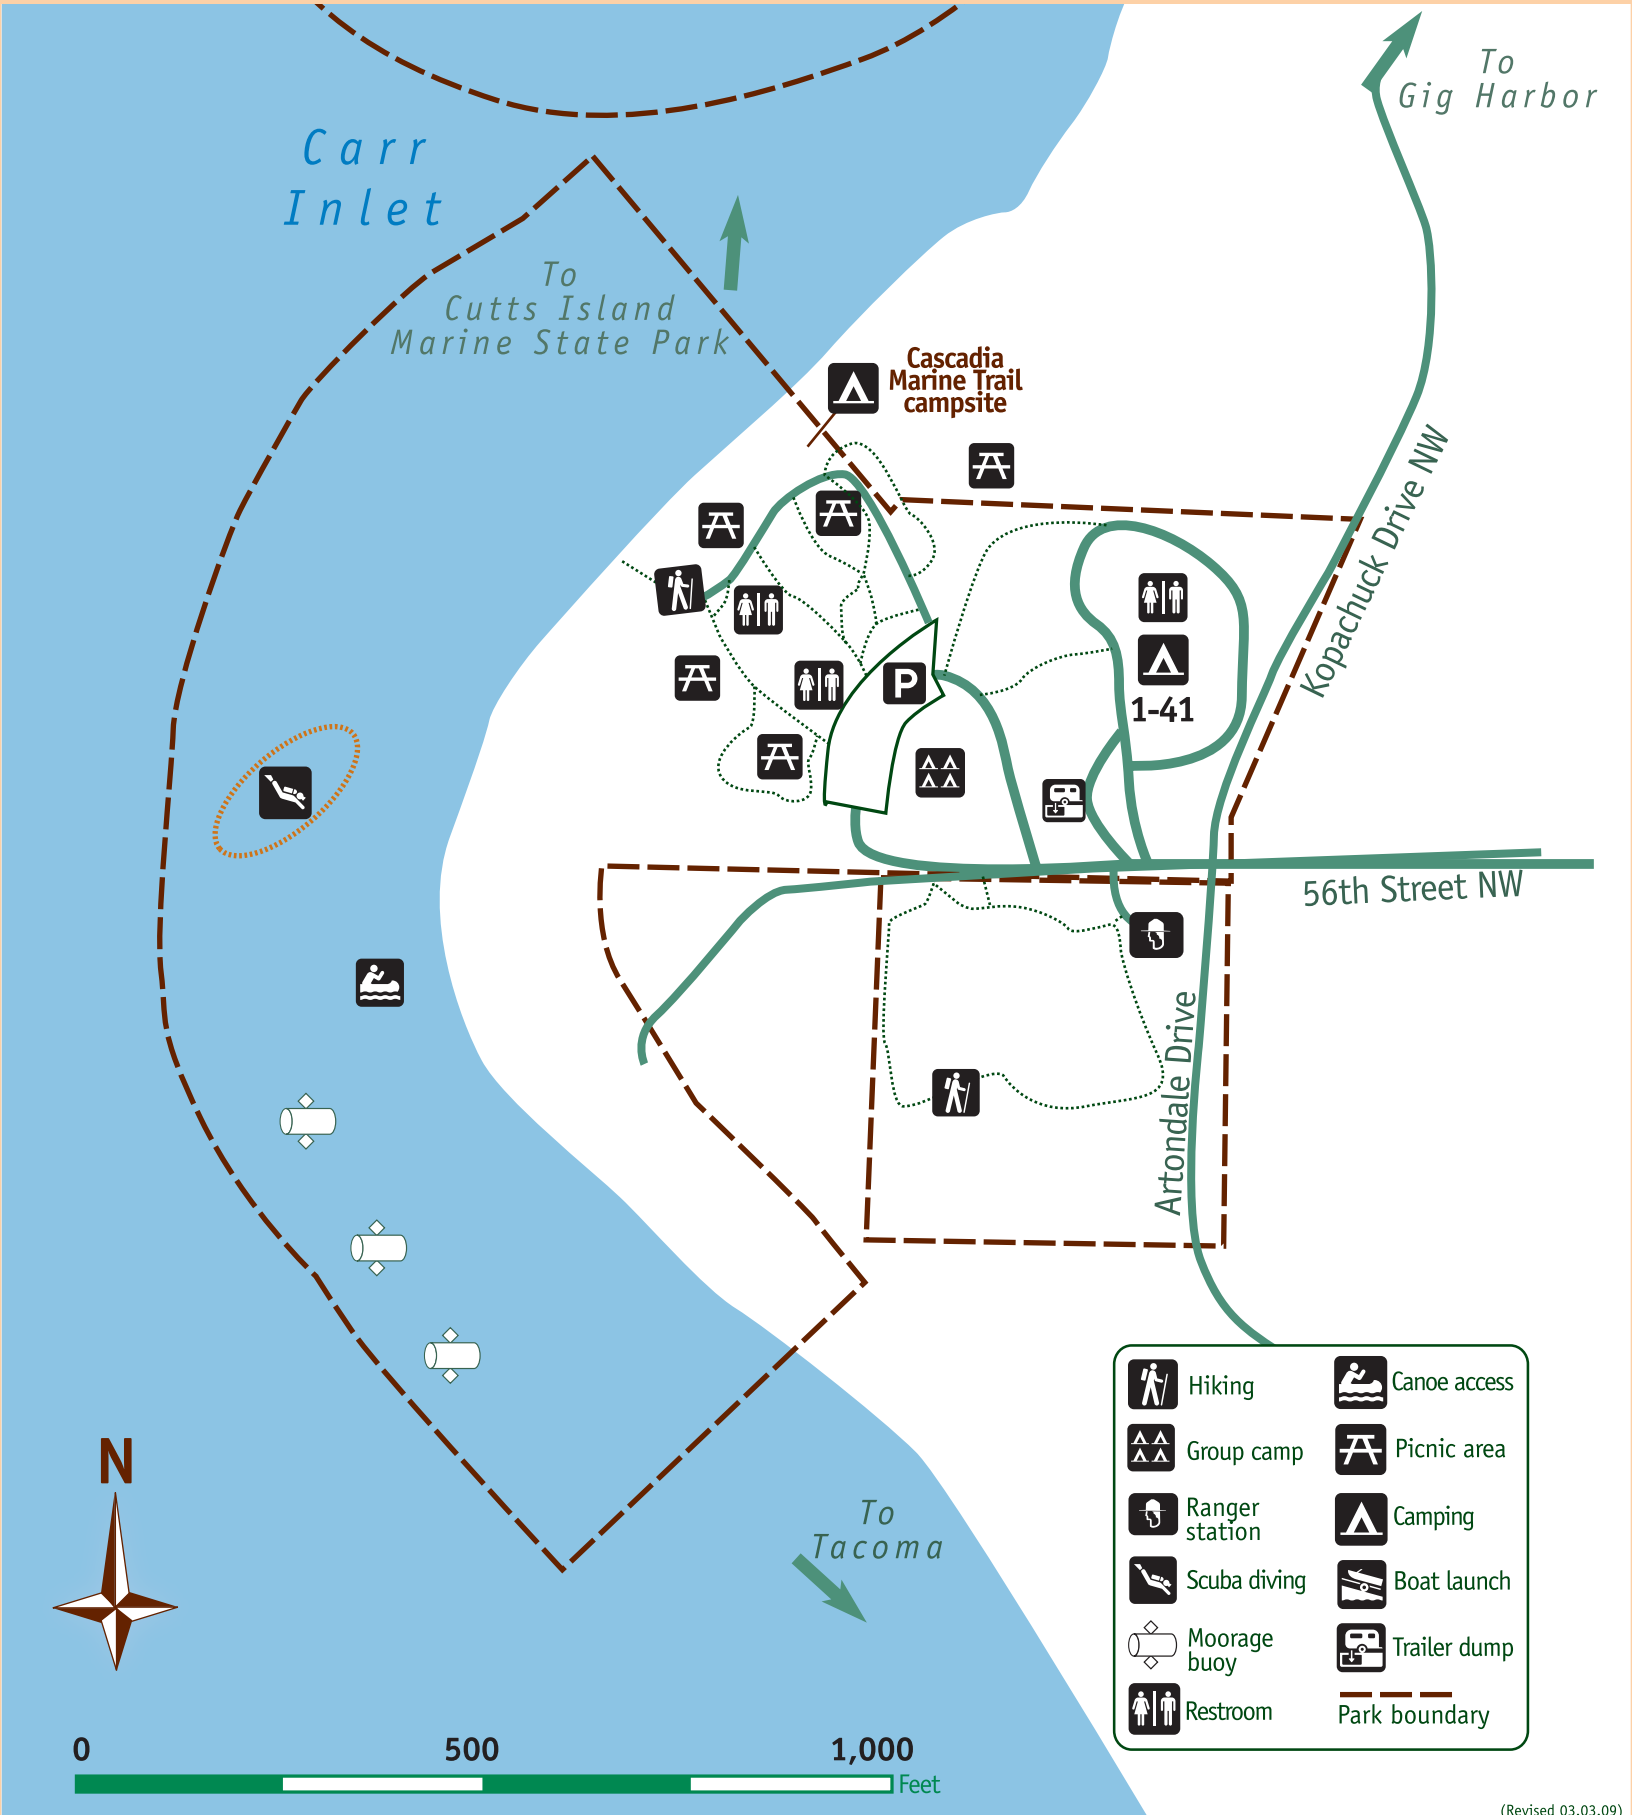 To
Gig Harbor
Carr
Inlet
To
Cutts Island
Marine State Park
Cascadia
Marine Trail
campsite
Kopachuck Drive NW
P
1-41
56th Street NW
Artondale Drive
To
Tacoma
N
Hiking
Group camp
Ranger
station
Scuba diving
Moorage
buoy
Restroom
Canoe access
Picnic area
Camping
Boat launch
Trailer dump
Park boundary
0 500 1,000
Feet
(Revised 03.03.09)